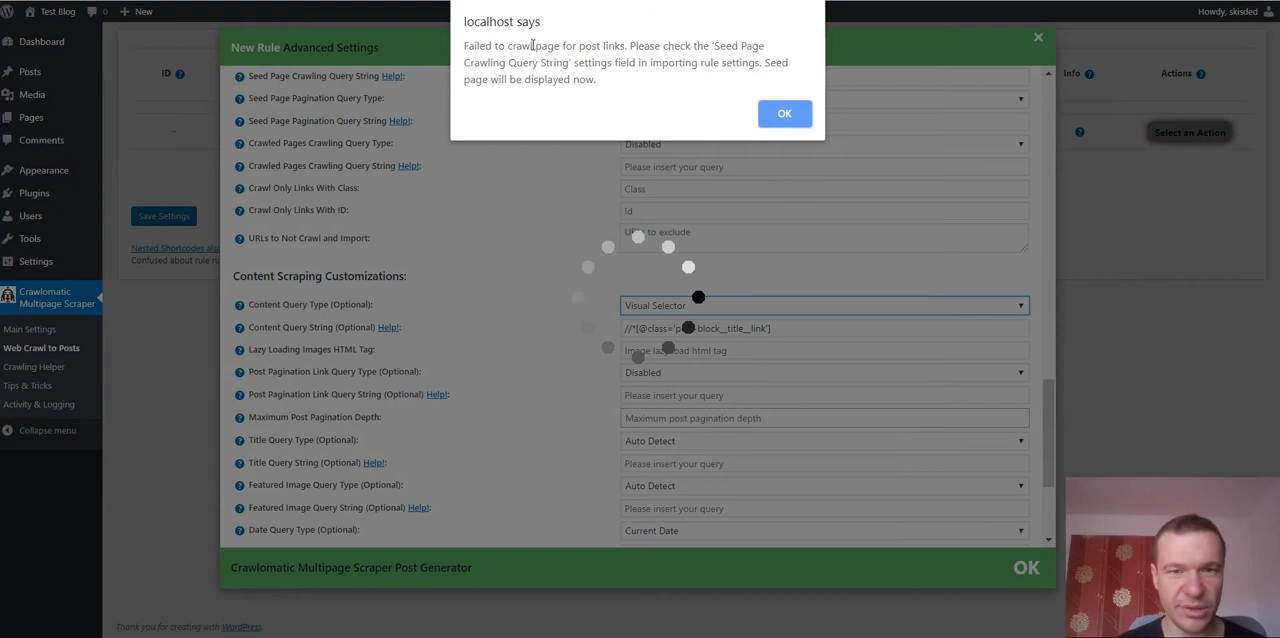 Test Blog
0
New
Howdy, skisded
Dashboard
Posts
Media
Pages
Comments
Appearance
Plugins
Users
Tools
Settings
Crawlomatic
Multipage Scraper
Main Settings
Web Crawl to Posts
Crawling Helper
Tips & Tricks
Activity & Logging
Collapse menu
ID ?
-
Save Settings
Nested Shortcodes also
Confused about rule ru
Info ?
Actions ?
?
Select an Action
localhost says
Failed to crawl page for post links. Please check the 'Seed Page
Crawling Query String' settings field in importing rule settings. Seed
page will be displayed now.
OK
New Rule Advanced Settings
? Seed Page Crawling Query String Help!:
? Seed Page Pagination Query Type:
? Seed Page Pagination Query String Help!:
? Crawled Pages Crawling Query Type:
Disabled
? Crawled Pages Crawling Query String Help!:
Please insert your query
? Crawl Only Links With Class:
Class
? Crawl Only Links With ID:
Id
? URLs to Not Crawl and Import:
to exclude
Content Scraping Customizations:
? Content Query Type (Optional):
Visual Selector
? Content Query String (Optional) Help!:
//*[@class='p -block__title__link']
? Lazy Loading Images HTML Tag:
Image lazy load html tag
? Post Pagination Link Query Type (Optional):
Disabled
? Post Pagination Link Query String (Optional) Help!:
Please insert your query
? Maximum Post Pagination Depth:
Maximum post pagination depth
? Title Query Type (Optional):
Auto Detect
? Title Query String (Optional) Help!:
Please insert your query
? Featured Image Query Type (Optional):
Auto Detect
? Featured Image Query String (Optional) Help!:
Please insert your query
? Date Query Type (Optional):
Current Date
Crawlomatic Multipage Scraper Post Generator
OK
Thank you for creating with WordPress.